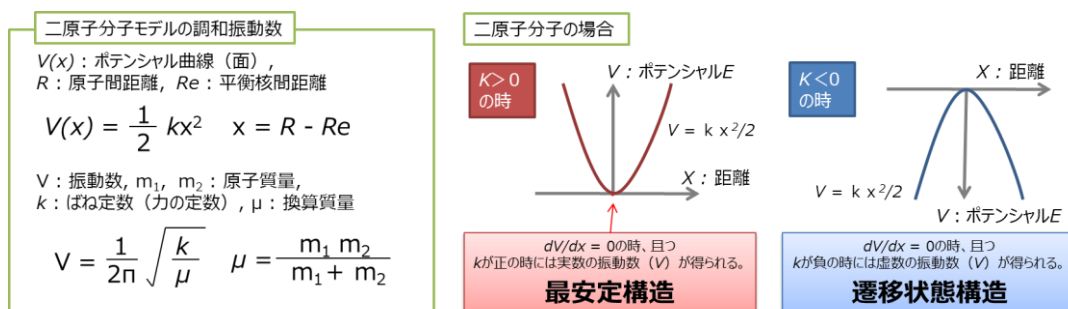 二原子分子モデルの調和振動数
V(x) : ポテンシャル曲線（面） ,
R : 原子間距離, Re : 平衡核間距離
V(x) = 1/2 kx² x = R - Re
V : 振動数, m₁, m₂ : 原子質量,
k : ばね定数（力の定数） , μ : 換算質量
V = 1/2π √k/μ μ = m₁ m₂/m₁+ m₂
二原子分子の場合
K> 0
の時
V : ポテンシャルE
V = k x²/2
X : 距離
dV/dx = 0の時、且つ
kが正の時には実数の振動数（V）が得られる。
最安定構造
K<0
の時
X : 距離
V = k x²/2
V : ポテンシャルE
dV/dx = 0の時、且つ
kが負の時には虚数の振動数（V）が得られる。
遷移状態構造